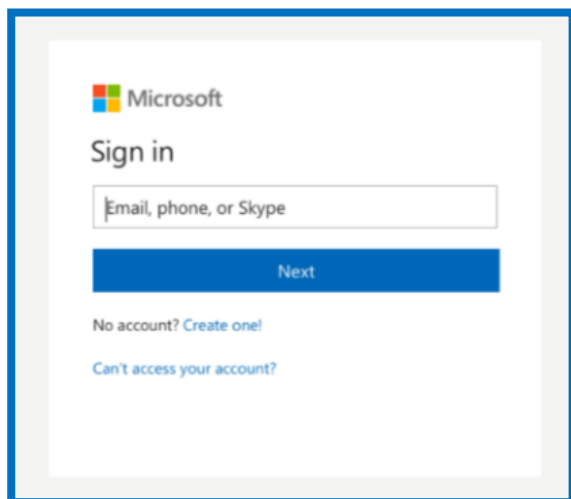 Microsoft
Sign in
Email, phone, or Skype
Next
No account? Create one!
Can't access your account?